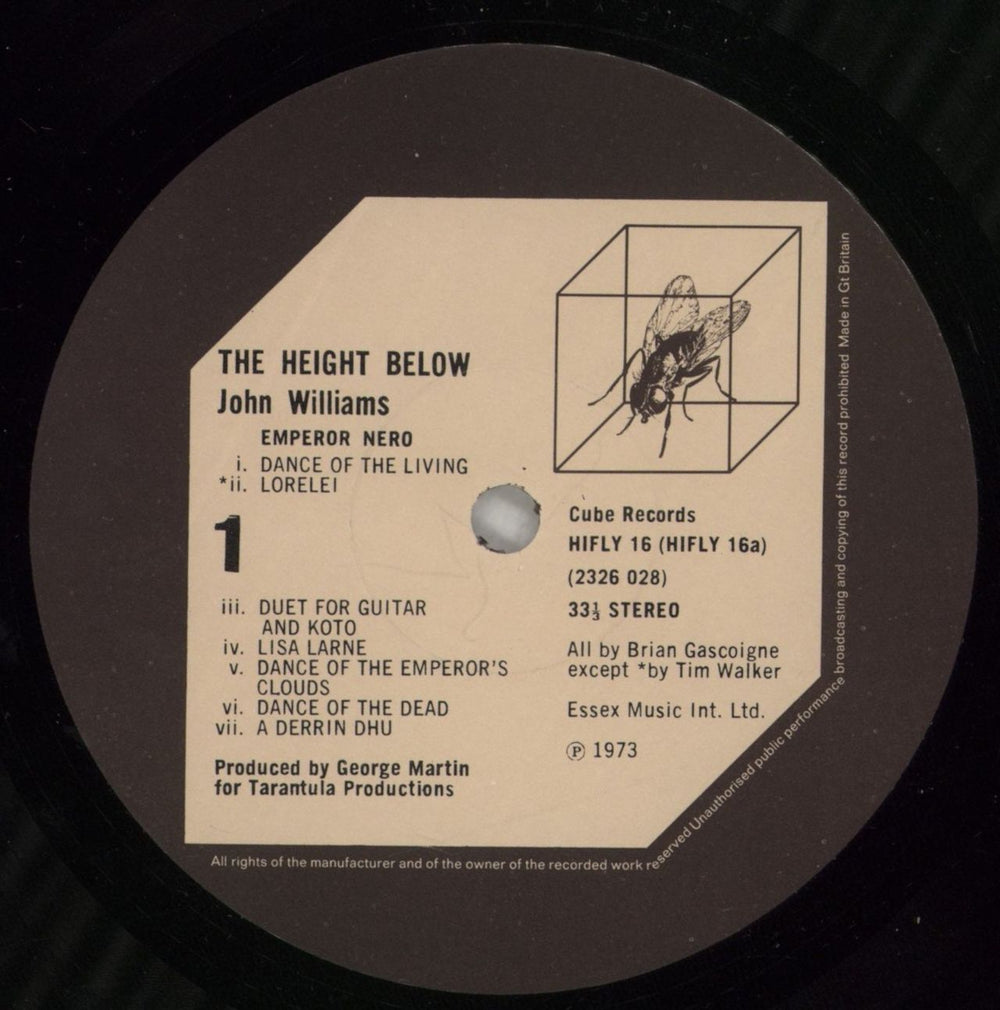 THE HEIGHT BELOW
John Williams
EMPEROR NERO
i. DANCE OF THE LIVING
*ii. LORELEI
1
iii. DUET FOR GUITAR
AND KOTO
iv. LISA LARNE
v. DANCE OF THE EMPEROR'S
CLOUDS
vi. DANCE OF THE DEAD
vii. A DERRIN DHU
Produced by George Martin
for Tarantula Productions
Cube Records
HIFLY 16 (HIFLY 16a)
(2326 028)
33⅓ STEREO
All by Brian Gascoigne
except *by Tim Walker
Essex Music Int. Ltd.
℗ 1973
All rights of the manufacturer and of the owner of the recorded work reserved Unauthorised public performance broadcasting and copying of this record prohibited Made in Gt Britain